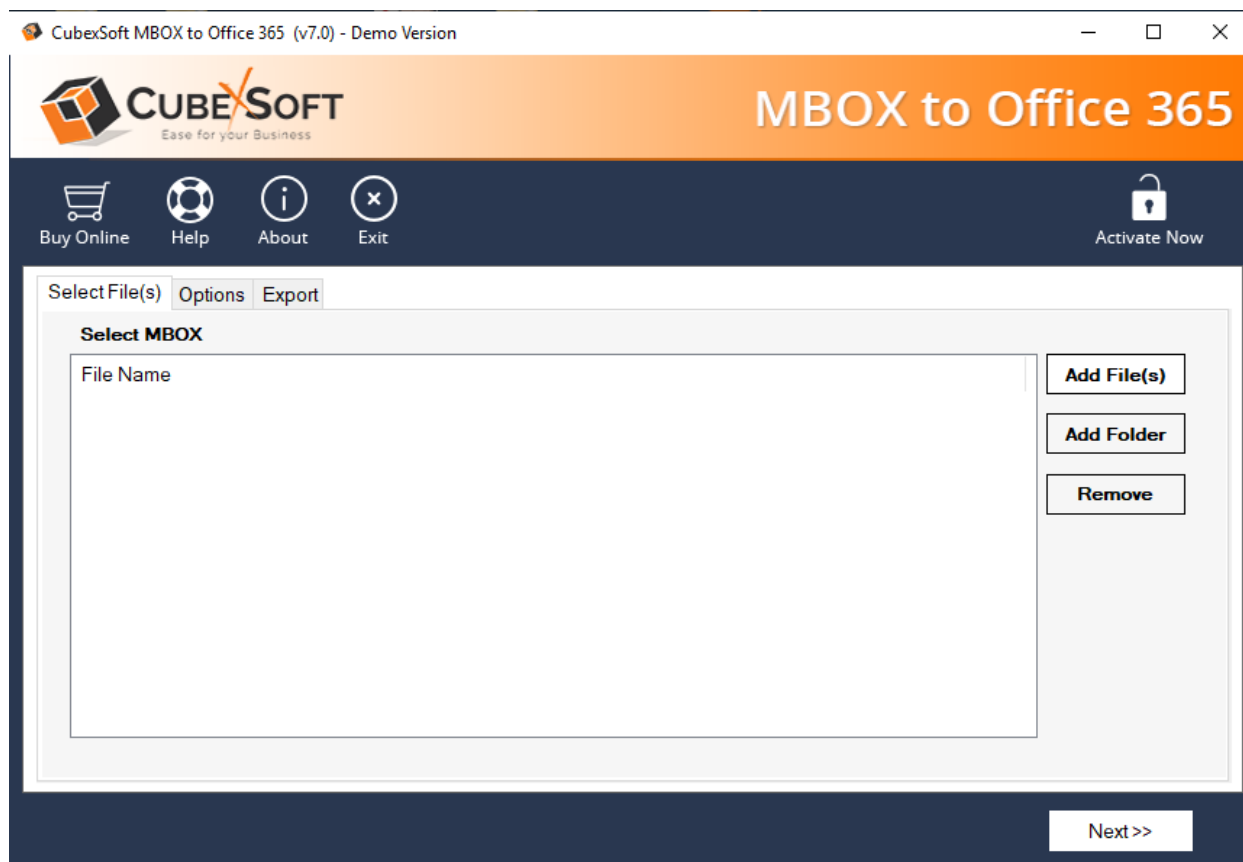 CubexSoft MBOX to Office 365 (v7.0) - Demo Version
CUBEXSOFT
Ease for your Business
MBOX to Office 365
Buy Online
Help
About
Exit
Activate Now
Select File(s)
Options
Export
Select MBOX
File Name
Add File(s)
Add Folder
Remove
Next >>